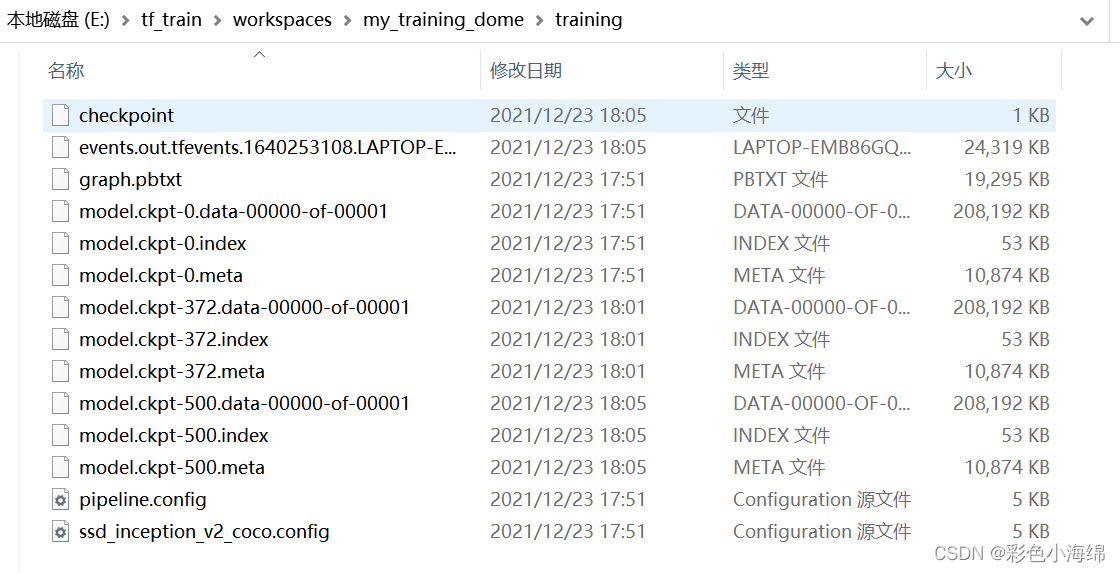 本地磁盘 (E:) > tf_train > workspaces > my_training_dome > training
名称 修改日期 类型 大小
checkpoint 2021/12/23 18:05 文件 1 KB
events.out.tfevents.1640253108.LAPTOP-E... 2021/12/23 18:05 LAPTOP-EMB86GQ... 24,319 KB
graph.pbtxt 2021/12/23 17:51 PBTXT 文件 19,295 KB
model.ckpt-0.data-00000-of-00001 2021/12/23 17:51 DATA-00000-OF-0... 208,192 KB
model.ckpt-0.index 2021/12/23 17:51 INDEX 文件 53 KB
model.ckpt-0.meta 2021/12/23 17:51 META 文件 10,874 KB
model.ckpt-372.data-00000-of-00001 2021/12/23 18:01 DATA-00000-OF-0... 208,192 KB
model.ckpt-372.index 2021/12/23 18:01 INDEX 文件 53 KB
model.ckpt-372.meta 2021/12/23 18:01 META 文件 10,874 KB
model.ckpt-500.data-00000-of-00001 2021/12/23 18:05 DATA-00000-OF-0... 208,192 KB
model.ckpt-500.index 2021/12/23 18:05 INDEX 文件 53 KB
model.ckpt-500.meta 2021/12/23 18:05 META 文件 10,874 KB
pipeline.config 2021/12/23 17:51 Configuration 源文件 5 KB
ssd_inception_v2_coco.config 2021/12/23 17:51 Configuration 源文件 5 KB
CSDN @彩色小海绵